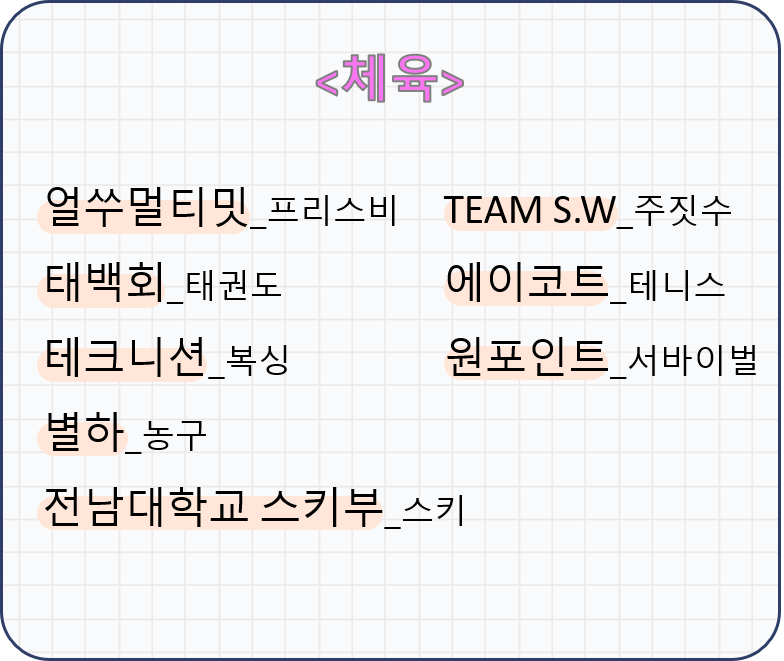 <체육>
얼쑤멀티밋_프리스비
태백회_태권도
테크니션_복싱
별하_농구
전남대학교 스키부_스키
TEAM S.W_주짓수
에이코트_테니스
원포인트_서바이벌